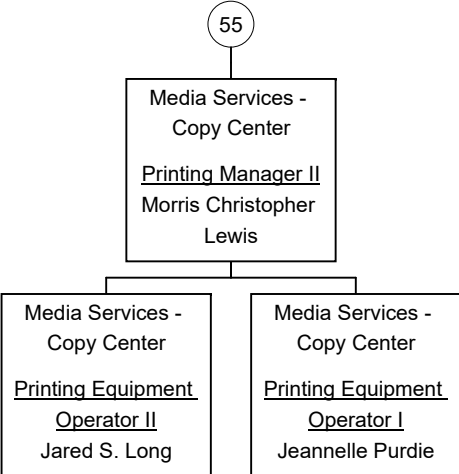 55
Media Services -
Copy Center
Printing Manager II
Morris Christopher
Lewis
Media Services -
Copy Center
Printing Equipment
Operator II
Jared S. Long
Media Services -
Copy Center
Printing Equipment
Operator I
Jeannelle Purdie